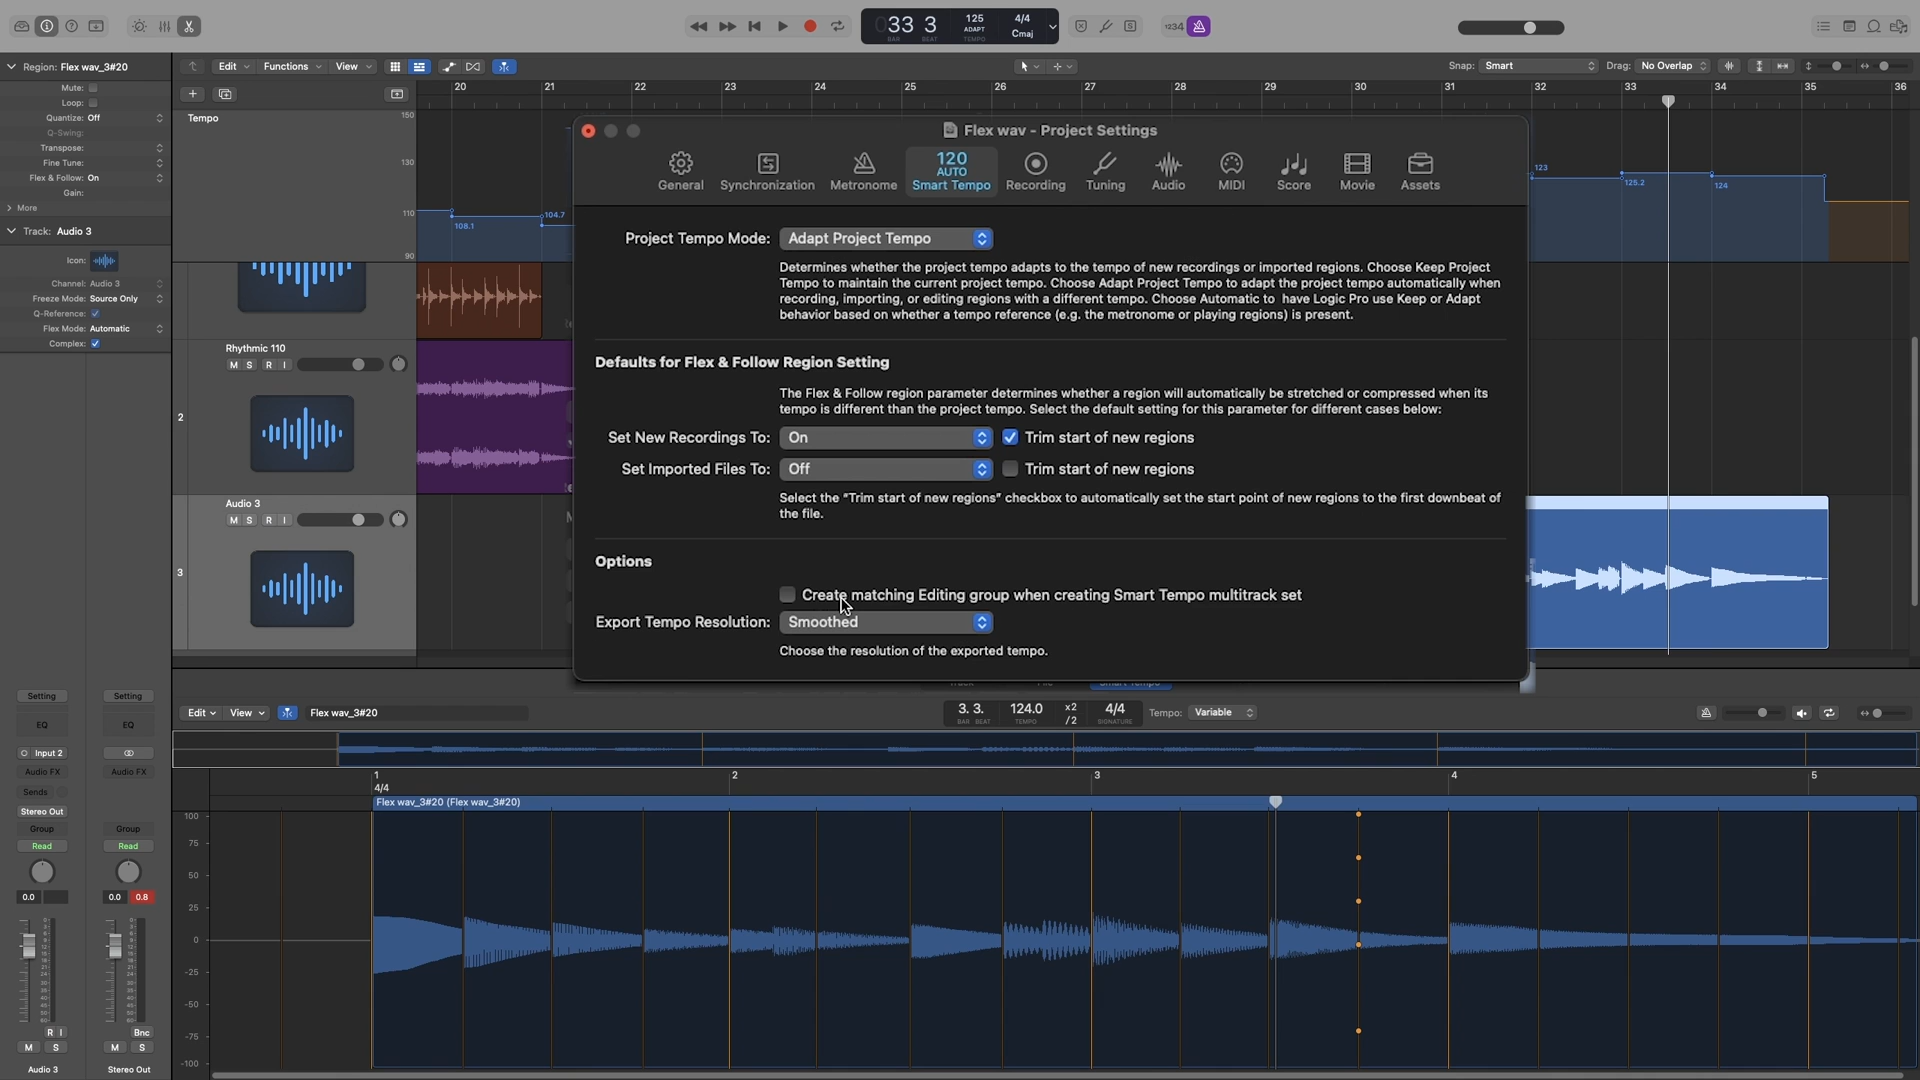 1234
33 3
BAR BEAT
125
ADAPT
TEMPO
4/4
Cmaj
Region: Flex wav_3#20
Mute:
Loop:
Quantize: Off
Q-Swing:
Transpose:
Fine Tune:
Flex & Follow: On
Gain:
More
Track: Audio 3
Icon:
Channel: Audio 3
Freeze Mode: Source Only
Q-Reference:
Flex Mode: Automatic
Complex:
Edit Functions View
Snap: Smart
Drag: No Overlap
20 21 22 23 24 25 26 27 28 29 30 31 32 33 34 35 36
Tempo
150
130
110
90
108.1
104.7
123
125.2
124
Rhythmic 110
M S R I
2
Audio 3
M S R I
3
Flex wav - Project Settings
120
AUTO
General Synchronization Metronome Smart Tempo Recording Tuning Audio MIDI Score Movie Assets
Project Tempo Mode: Adapt Project Tempo
Determines whether the project tempo adapts to the tempo of new recordings or imported regions. Choose Keep Project
Tempo to maintain the current project tempo. Choose Adapt Project Tempo to adapt the project tempo automatically when
recording, importing, or editing regions with a different tempo. Choose Automatic to have Logic Pro use Keep or Adapt
behavior based on whether a tempo reference (e.g. the metronome or playing regions) is present.
Defaults for Flex & Follow Region Setting
The Flex & Follow region parameter determines whether a region will automatically be stretched or compressed when its
tempo is different than the project tempo. Select the default setting for this parameter for different cases below:
Set New Recordings To: On Trim start of new regions
Set Imported Files To: Off Trim start of new regions
Select the "Trim start of new regions" checkbox to automatically set the start point of new regions to the first downbeat of
the file.
Options
Create matching Editing group when creating Smart Tempo multitrack set
Export Tempo Resolution: Smoothed
Choose the resolution of the exported tempo.
Edit View Flex wav_3#20
3. 3.
BAR BEAT
124.0
TEMPO
x2
/2
4/4
SIGNATURE
Tempo: Variable
1 2 3 4 5
4/4
Flex wav_3#20 (Flex wav_3#20)
100
75
50
25
0
-25
-50
-75
-100
Setting Setting
EQ EQ
Input 2
Audio FX Audio FX
Sends
Stereo Out
Group Group
Read Read
0.0 0.0 0.8
R I Bnc
M S M S
Audio 3 Stereo Out